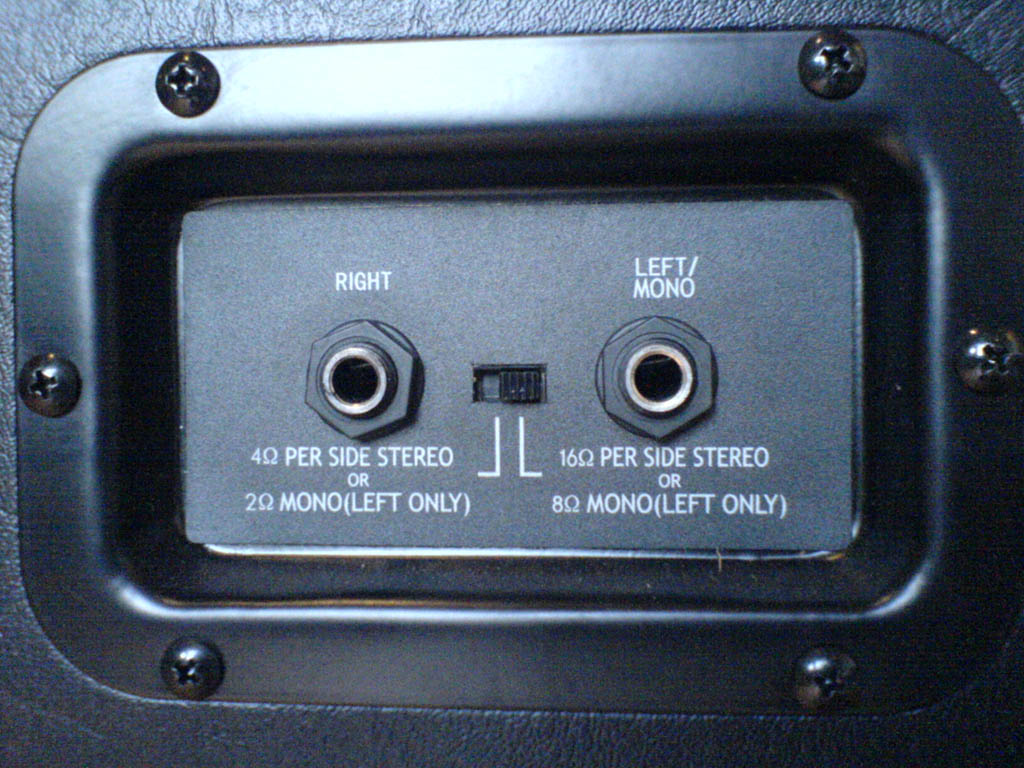 RIGHT
LEFT/
MONO
4Ω PER SIDE STEREO
OR
2Ω MONO(LEFT ONLY)
16Ω PER SIDE STEREO
OR
8Ω MONO(LEFT ONLY)